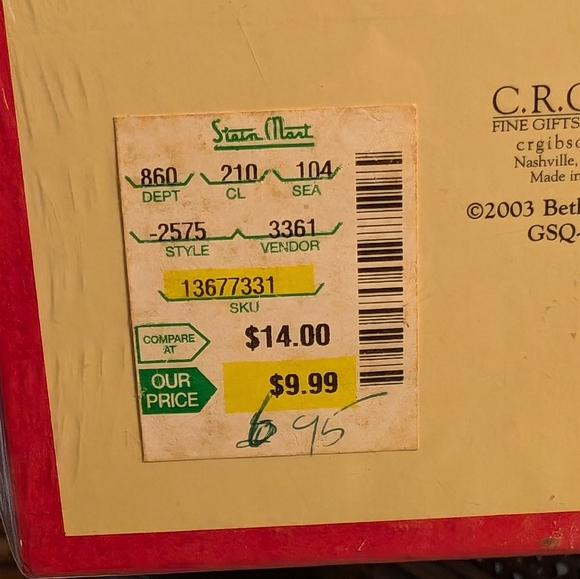 Stein Mart
860 210 104
DEPT CL SEA
-2575 3361
STYLE VENDOR
13677331
SKU
COMPARE
AT
$14.00
OUR
PRICE
$9.99
6 95
C.R.G
FINE GIFTS
crgibso
Nashville,
Made in
©2003 Beth
GSQ-